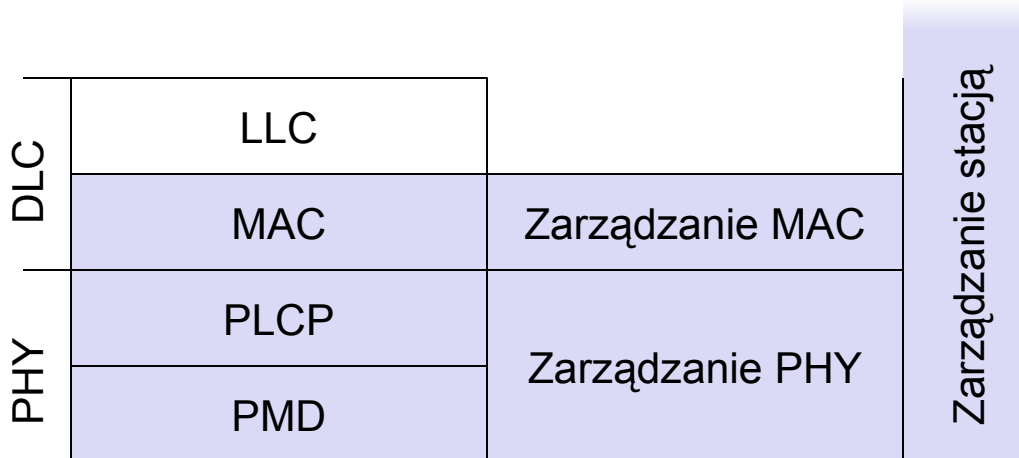 DLC
LLC
MAC
Zarządzanie MAC
PHY
PLCP
PMD
Zarządzanie PHY
Zarządzanie stacją